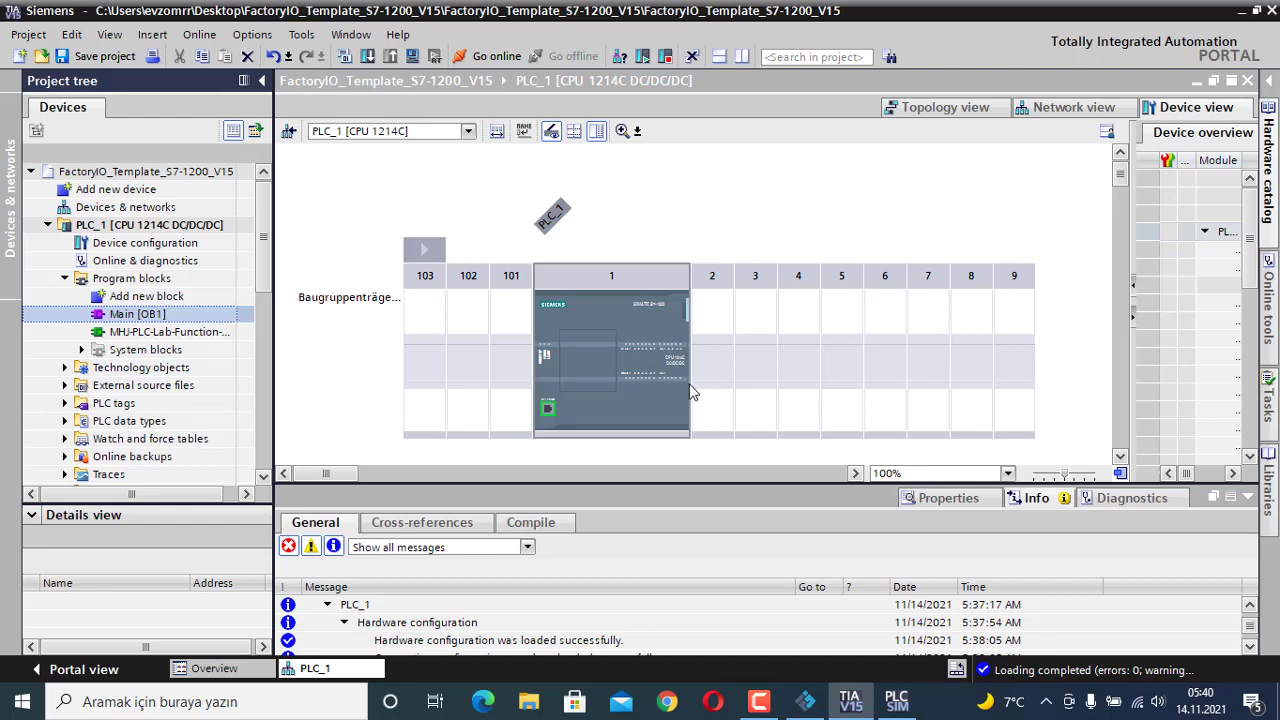 TIA V15 Siemens - C:\Users\evzomrr\Desktop\FactoryIO_Template_S7-1200_V15\FactoryIO_Template_S7-1200_V15\FactoryIO_Template_S7-1200_V15
Project Edit View Insert Online Options Tools Window Help
Totally Integrated Automation
PORTAL
Save project Go online Go offline <Search in project>
Project tree
FactoryIO_Template_S7-1200_V15 PLC_1 [CPU 1214C DC/DC/DC]
Devices
Topology view Network view Device view
PLC_1 [CPU 1214C]
Device overview
... Module
PL...
FactoryIO_Template_S7-1200_V15
Add new device
Devices & networks
PLC_1 [CPU 1214C DC/DC/DC]
Device configuration
Online & diagnostics
Program blocks
Add new block
Main [OB1]
MHJ-PLC-Lab-Function-...
System blocks
Technology objects
External source files
PLC tags
PLC data types
Watch and force tables
Online backups
Traces
Devices & networks
PLC_1
103 102 101 1 2 3 4 5 6 7 8 9
Baugruppenträge...
SIEMENS
100%
Hardware catalog
Online tools
Tasks
Libraries
Details view
Name Address
Properties Info Diagnostics
General Cross-references Compile
Show all messages
! Message Go to ? Date Time
PLC_1 11/14/2021 5:37:17 AM
Hardware configuration 11/14/2021 5:37:54 AM
Hardware configuration was loaded successfully. 11/14/2021 5:38:05 AM
Portal view Overview PLC_1 Loading completed (errors: 0; warning...
Aramak için buraya yazın
TIA V15
PLC SIM
7°C
05:40
14.11.2021
5